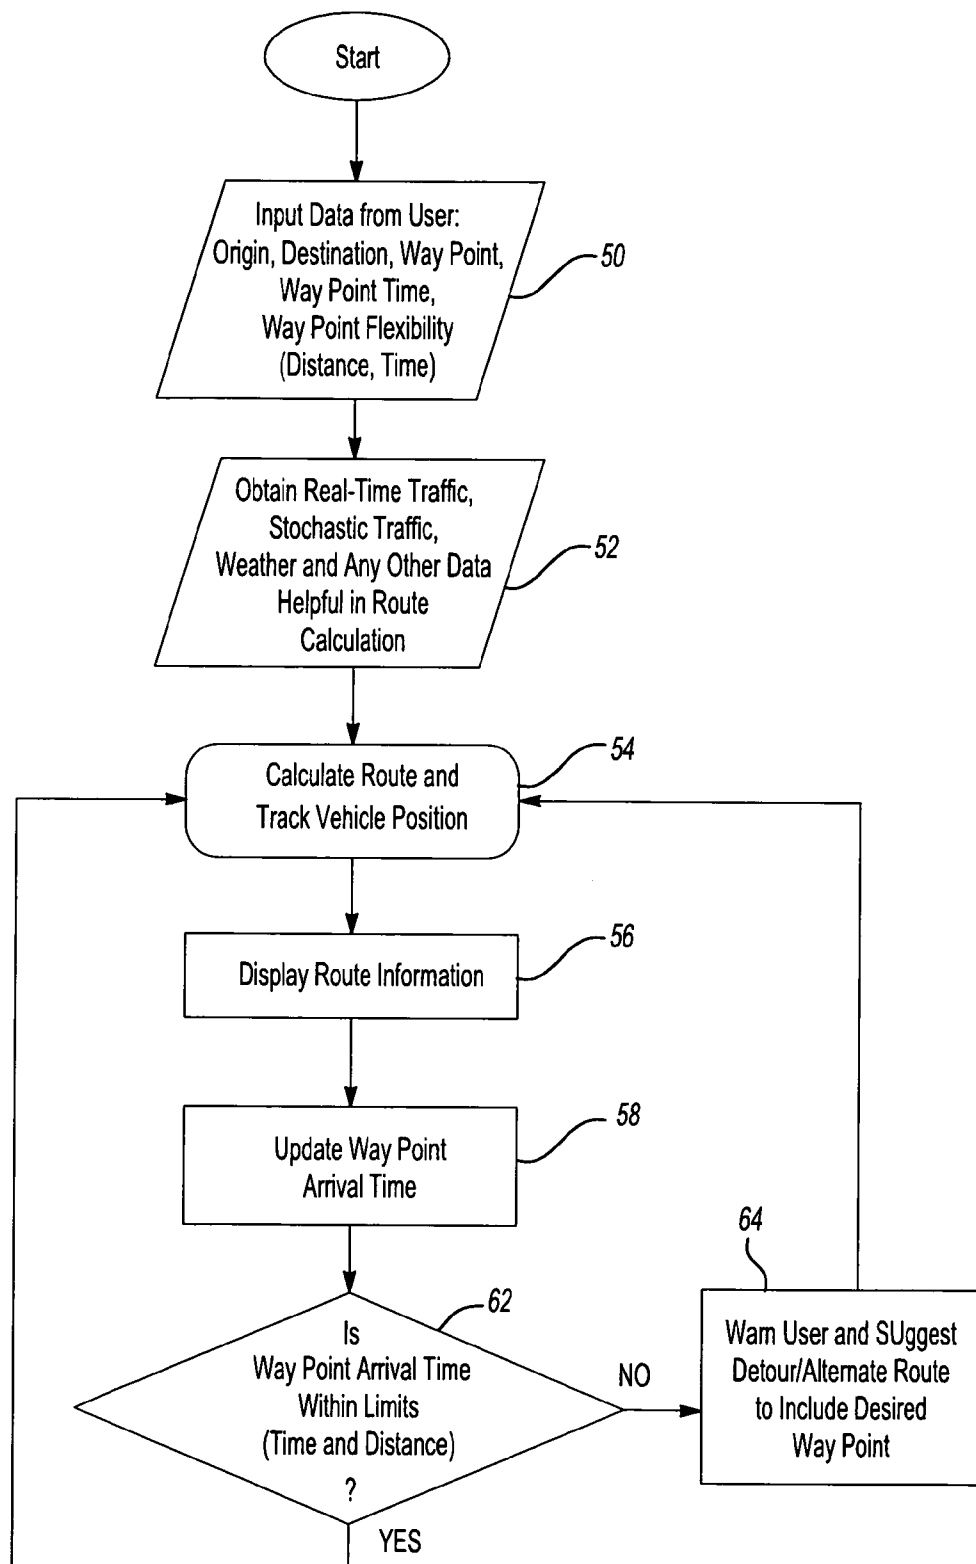 Start
Input Data from User:
Origin, Destination, Way Point,
Way Point Time,
Way Point Flexibility
(Distance, Time)
50
Obtain Real-Time Traffic,
Stochastic Traffic,
Weather and Any Other Data
Helpful in Route
Calculation
52
Calculate Route and
Track Vehicle Position
54
Display Route Information
56
Update Way Point
Arrival Time
58
Is
Way Point Arrival Time
Within Limits
(Time and Distance)
?
62
NO
YES
64
Warn User and SUggest
Detour/Alternate Route
to Include Desired
Way Point